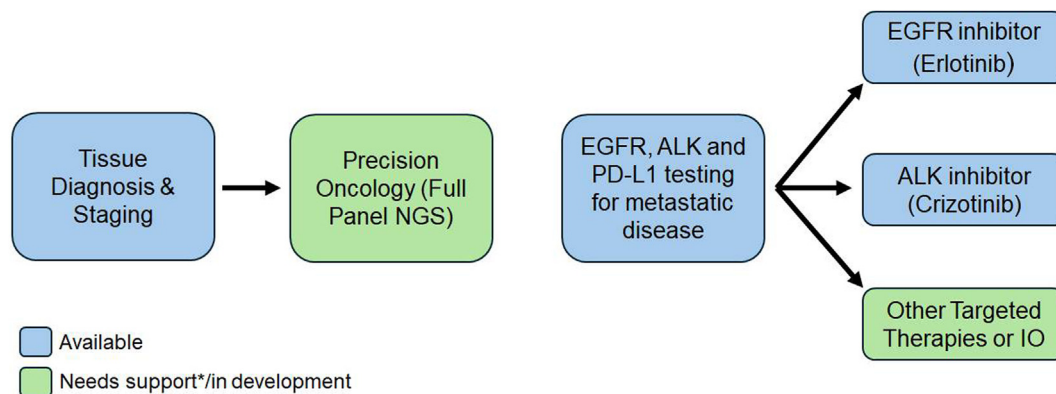 Tissue
Diagnosis &
Staging
Precision
Oncology (Full
Panel NGS)
EGFR, ALK and
PD-L1 testing
for metastatic
disease
EGFR inhibitor
(Erlotinib)
ALK inhibitor
(Crizotinib)
Other Targeted
Therapies or IO
Available
Needs support*/in development